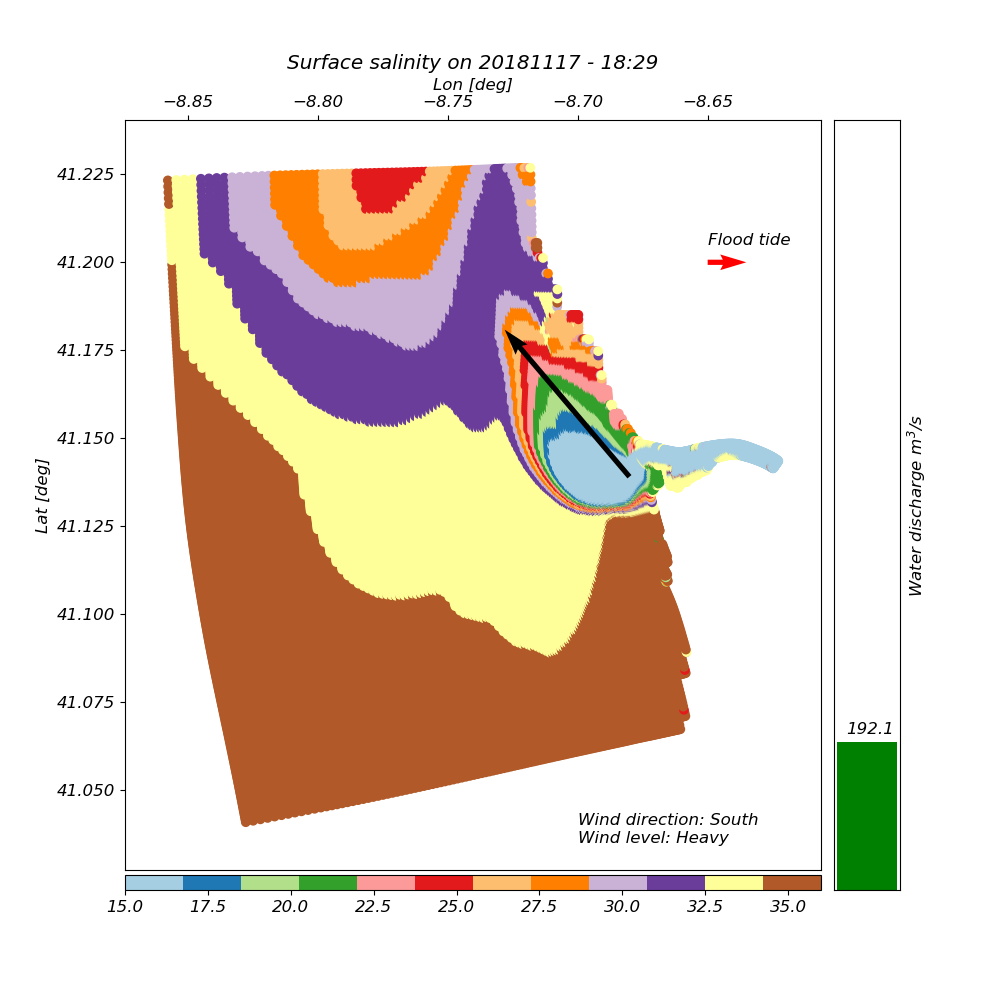 Surface salinity on 20181117 - 18:29
Lon [deg]
−8.85 −8.80 −8.75 −8.70 −8.65
41.225
41.200
41.175
41.150
41.125
41.100
41.075
41.050
Lat [deg]
Flood tide
Water discharge m³/s
192.1
Wind direction: South
Wind level: Heavy
15.0 17.5 20.0 22.5 25.0 27.5 30.0 32.5 35.0